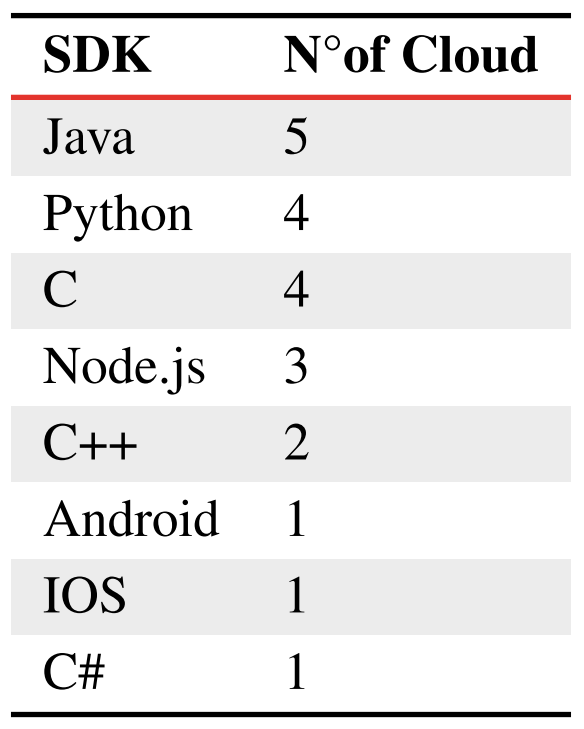 SDK N°of Cloud
Java 5
Python 4
C 4
Node.js 3
C++ 2
Android 1
IOS 1
C# 1